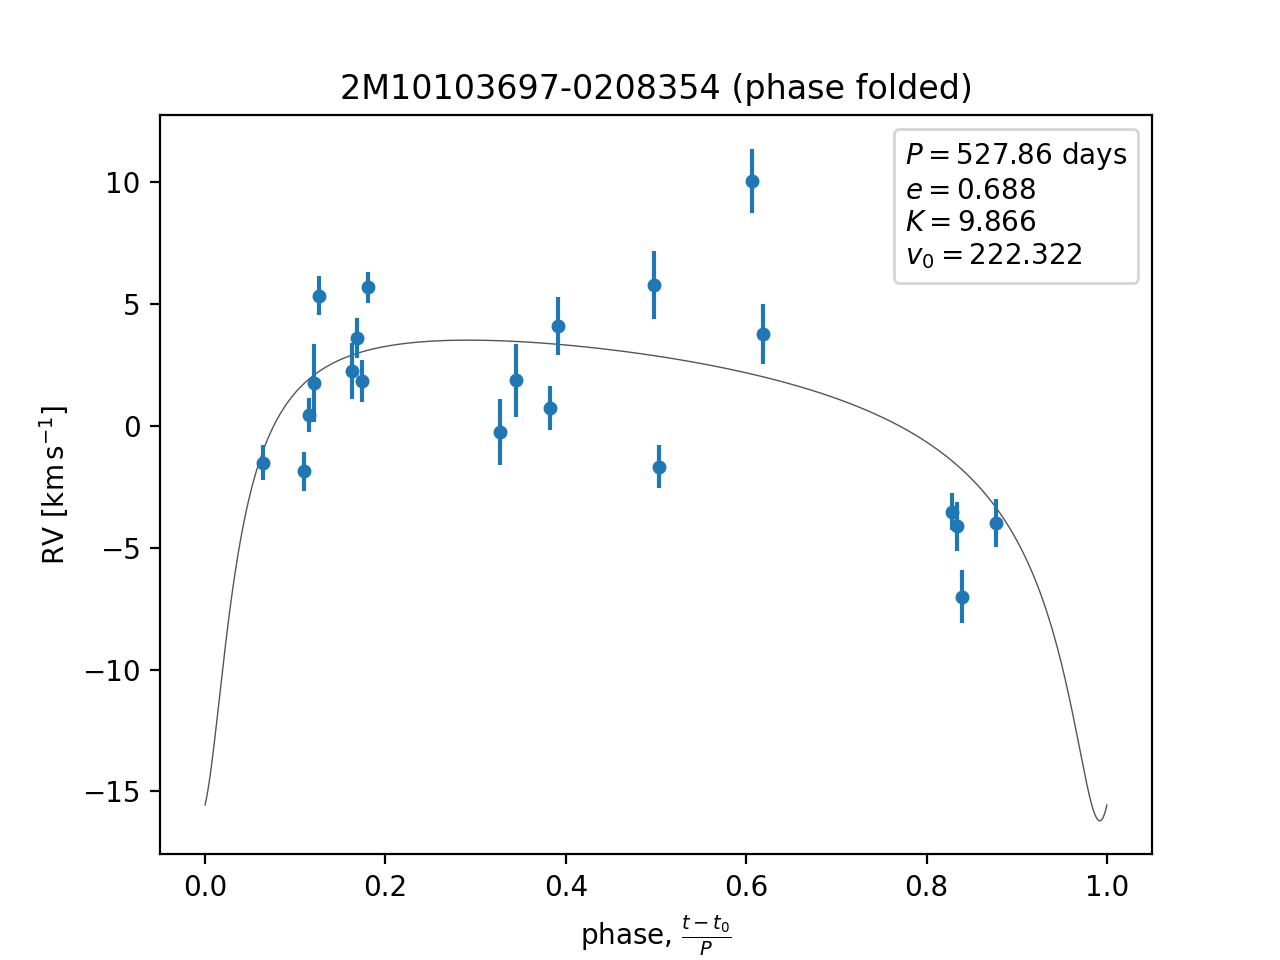 2M10103697-0208354 (phase folded)
P = 527.86 days
e = 0.688
K = 9.866
v₀ = 222.322
10
5
0
−5
−10
−15
RV [km s⁻¹]
0.0 0.2 0.4 0.6 0.8 1.0
phase, (t − t₀)/P